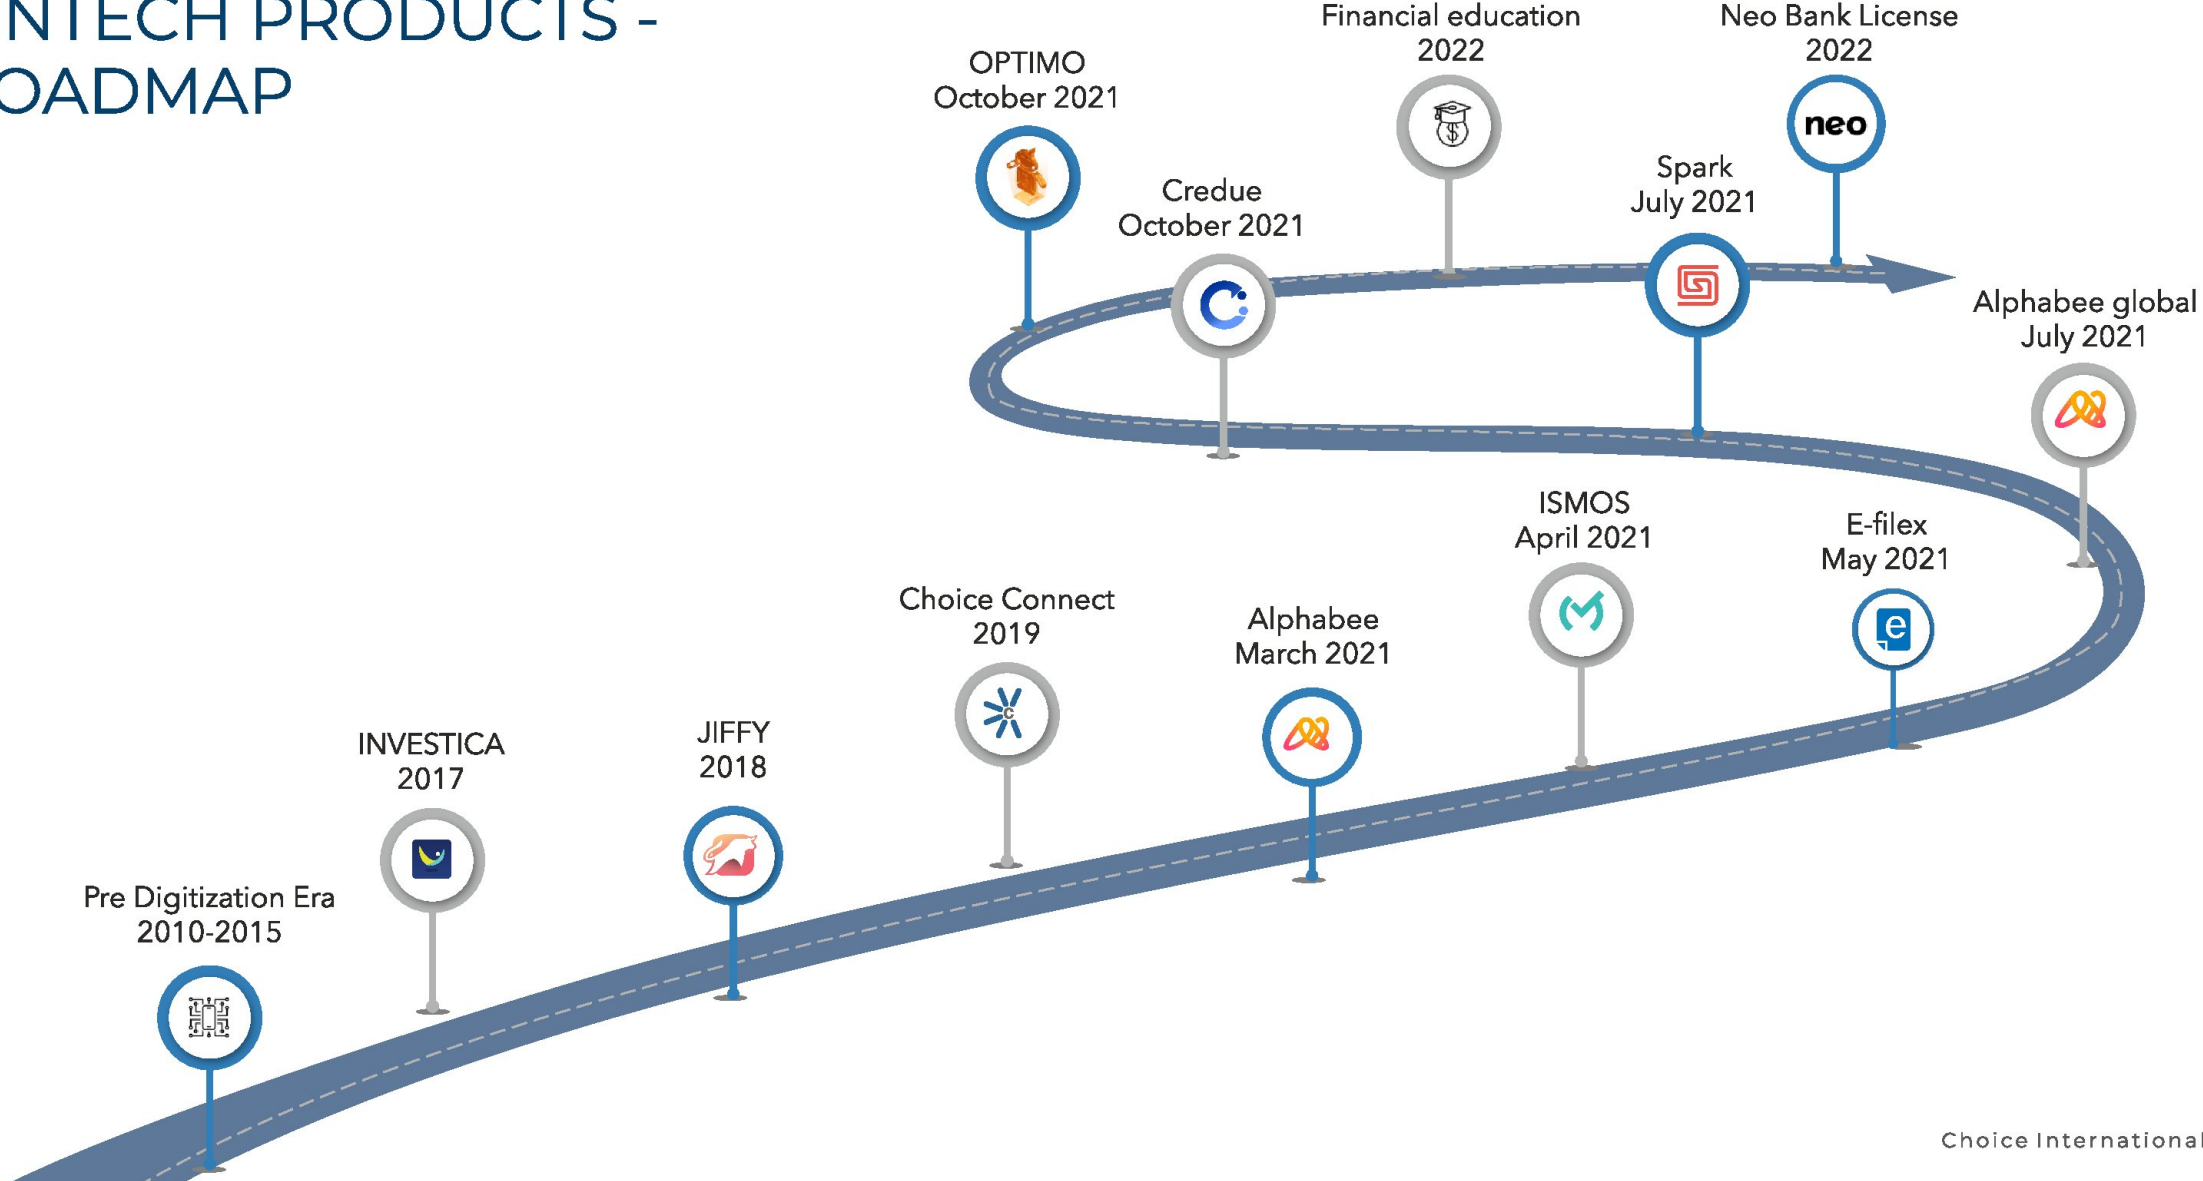 NTECH PRODUCTS -
OADMAP
Financial education
2022
Neo Bank License
2022
neo
OPTIMO
October 2021
Credue
October 2021
Spark
July 2021
Alphabee global
July 2021
ISMOS
April 2021
E-filex
May 2021
e
Choice Connect
2019
C
Alphabee
March 2021
INVESTICA
2017
JIFFY
2018
Pre Digitization Era
2010-2015
Choice International